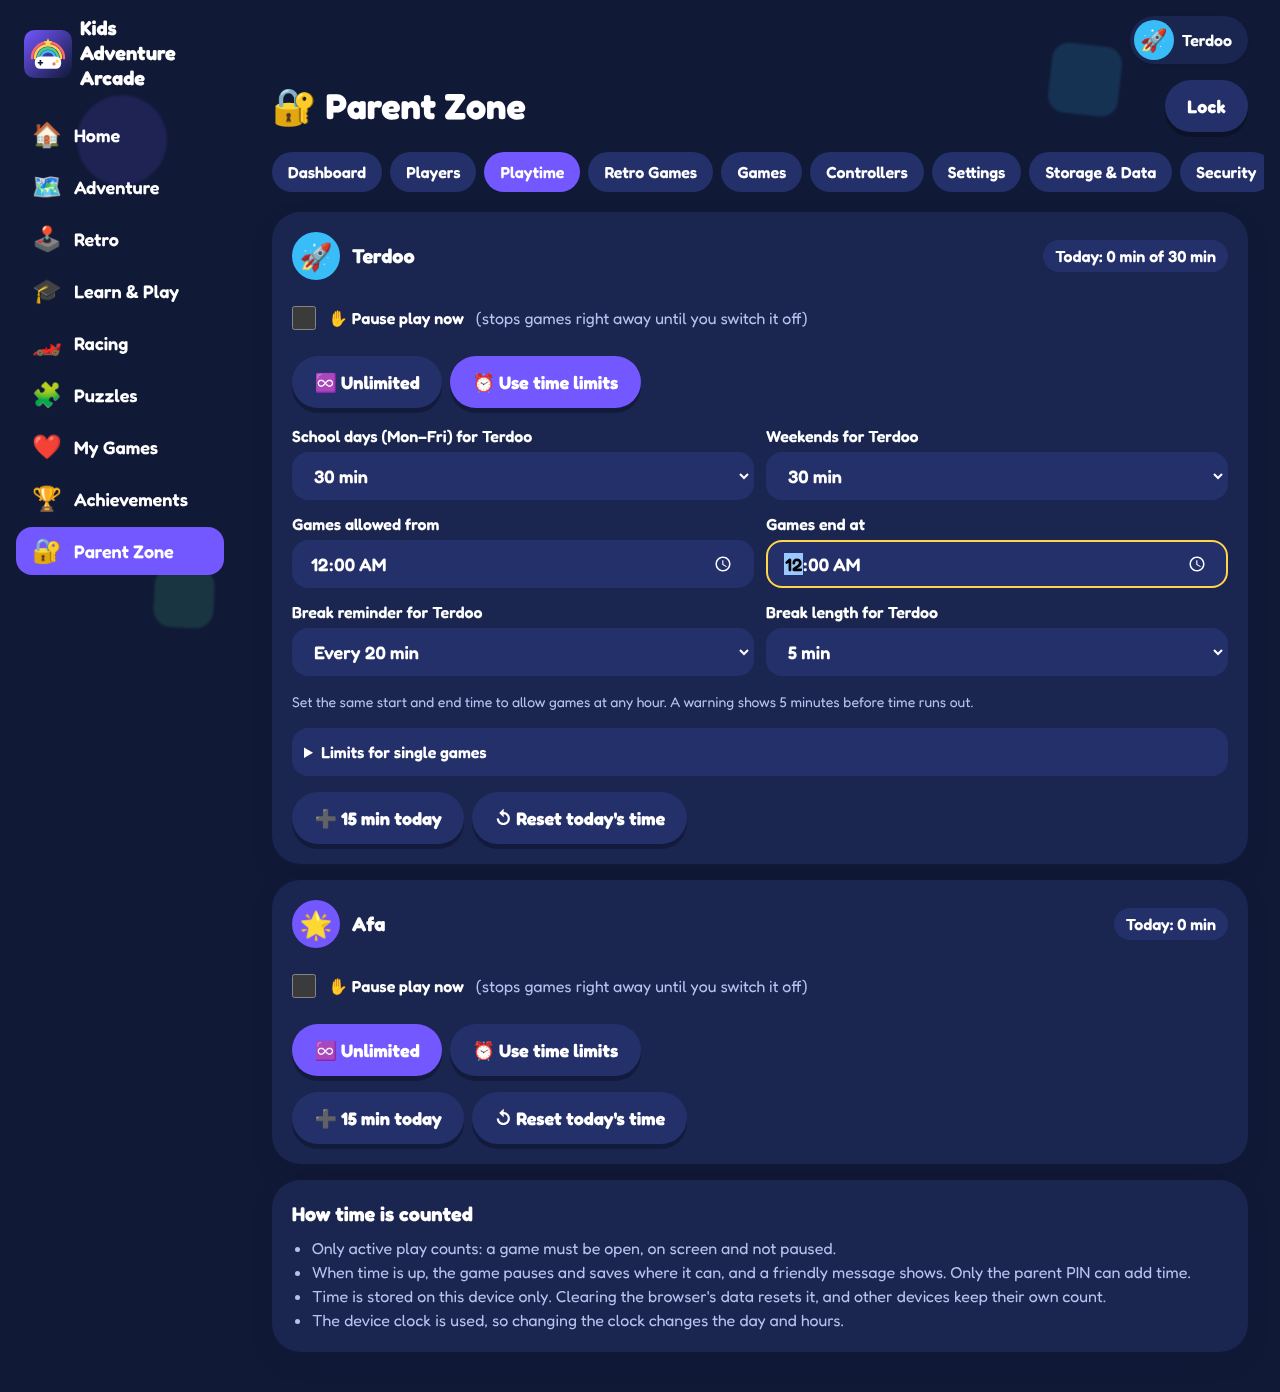 Kids
Adventure
Arcade
Terdoo
Parent Zone
Lock
Home
Adventure
Retro
Learn & Play
Racing
Puzzles
My Games
Achievements
Parent Zone
Dashboard Players Playtime Retro Games Games Controllers Settings Storage & Data Security
Terdoo
Today: 0 min of 30 min
Pause play now (stops games right away until you switch it off)
Unlimited Use time limits
School days (Mon–Fri) for Terdoo Weekends for Terdoo
30 min 30 min
Games allowed from Games end at
12:00 AM 12:00 AM
Break reminder for Terdoo Break length for Terdoo
Every 20 min 5 min
Set the same start and end time to allow games at any hour. A warning shows 5 minutes before time runs out.
Limits for single games
➕ 15 min today ↺ Reset today's time
Afa
Today: 0 min
Pause play now (stops games right away until you switch it off)
Unlimited Use time limits
➕ 15 min today ↺ Reset today's time
How time is counted
• Only active play counts: a game must be open, on screen and not paused.
• When time is up, the game pauses and saves where it can, and a friendly message shows. Only the parent PIN can add time.
• Time is stored on this device only. Clearing the browser's data resets it, and other devices keep their own count.
• The device clock is used, so changing the clock changes the day and hours.